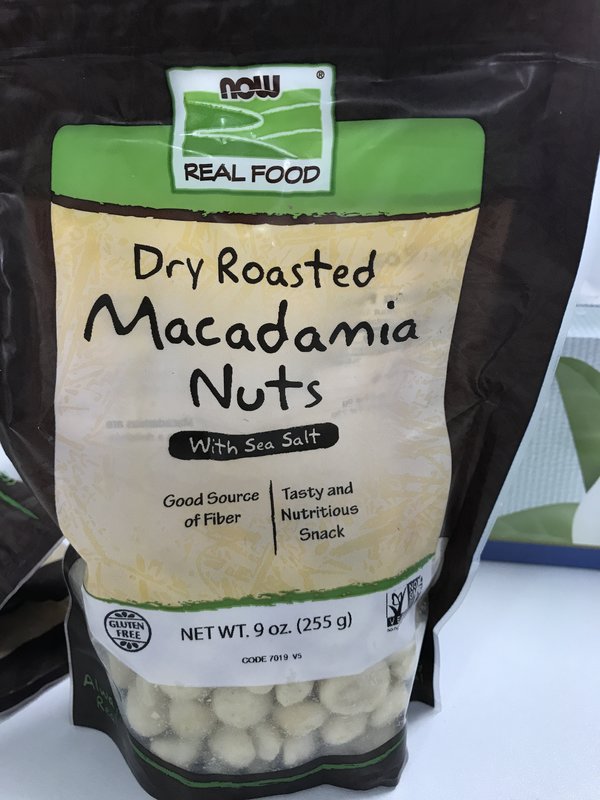 NOW ®
REAL FOOD
Dry Roasted
Macadamia
Nuts
With Sea Salt
Good Source
of Fiber
Tasty and
Nutritious
Snack
GLUTEN
FREE
NET WT. 9 oz. (255 g)
CODE 7019 V5